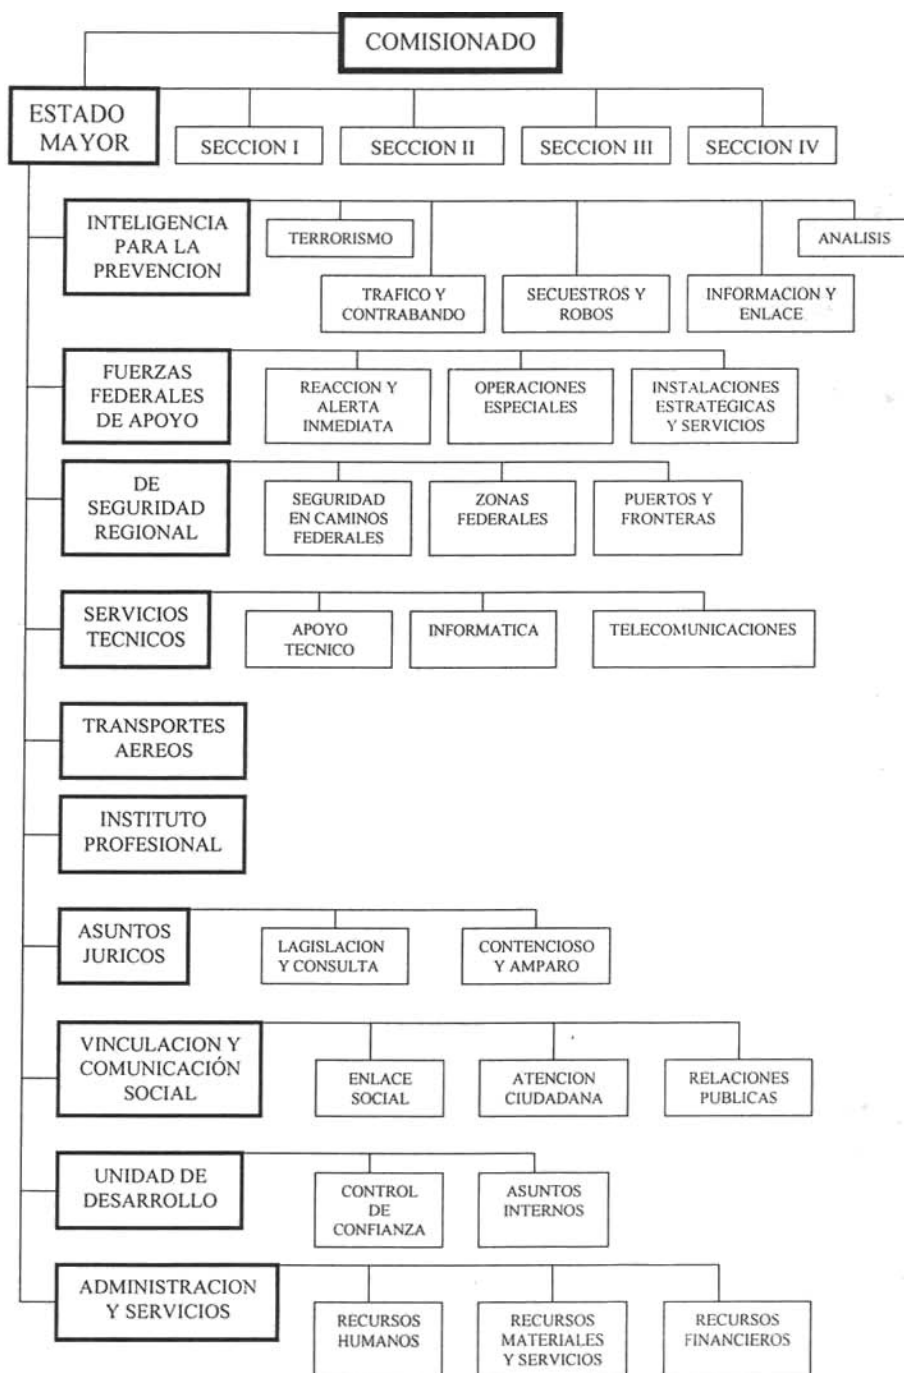 COMISIONADO
ESTADO
MAYOR
SECCION I
SECCION II
SECCION III
SECCION IV
INTELIGENCIA
PARA LA
PREVENCION
TERRORISMO
ANALISIS
TRAFICO Y
CONTRABANDO
SECUESTROS Y
ROBOS
INFORMACION Y
ENLACE
FUERZAS
FEDERALES
DE APOYO
REACCION Y
ALERTA
INMEDIATA
OPERACIONES
ESPECIALES
INSTALACIONES
ESTRATEGICAS
Y SERVICIOS
DE
SEGURIDAD
REGIONAL
SEGURIDAD
EN CAMINOS
FEDERALES
ZONAS
FEDERALES
PUERTOS Y
FRONTERAS
SERVICIOS
TECNICOS
APOYO
TECNICO
INFORMATICA
TELECOMUNICACIONES
TRANSPORTES
AEREOS
INSTITUTO
PROFESIONAL
ASUNTOS
JURICOS
LAGISLACION
Y CONSULTA
CONTENCIOSO
Y AMPARO
VINCULACION Y
COMUNICACIÓN
SOCIAL
ENLACE
SOCIAL
ATENCION
CIUDADANA
RELACIONES
PUBLICAS
UNIDAD DE
DESARROLLO
CONTROL
DE
CONFIANZA
ASUNTOS
INTERNOS
ADMINISTRACION
Y SERVICIOS
RECURSOS
HUMANOS
RECURSOS
MATERIALES
Y SERVICIOS
RECURSOS
FINANCIEROS